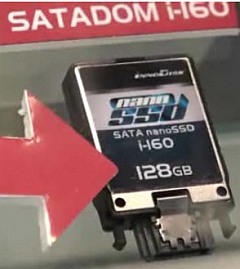 SATADOM i-160
INNODISK
nano
SSD
SATA nanoSSD
i-160
128GB